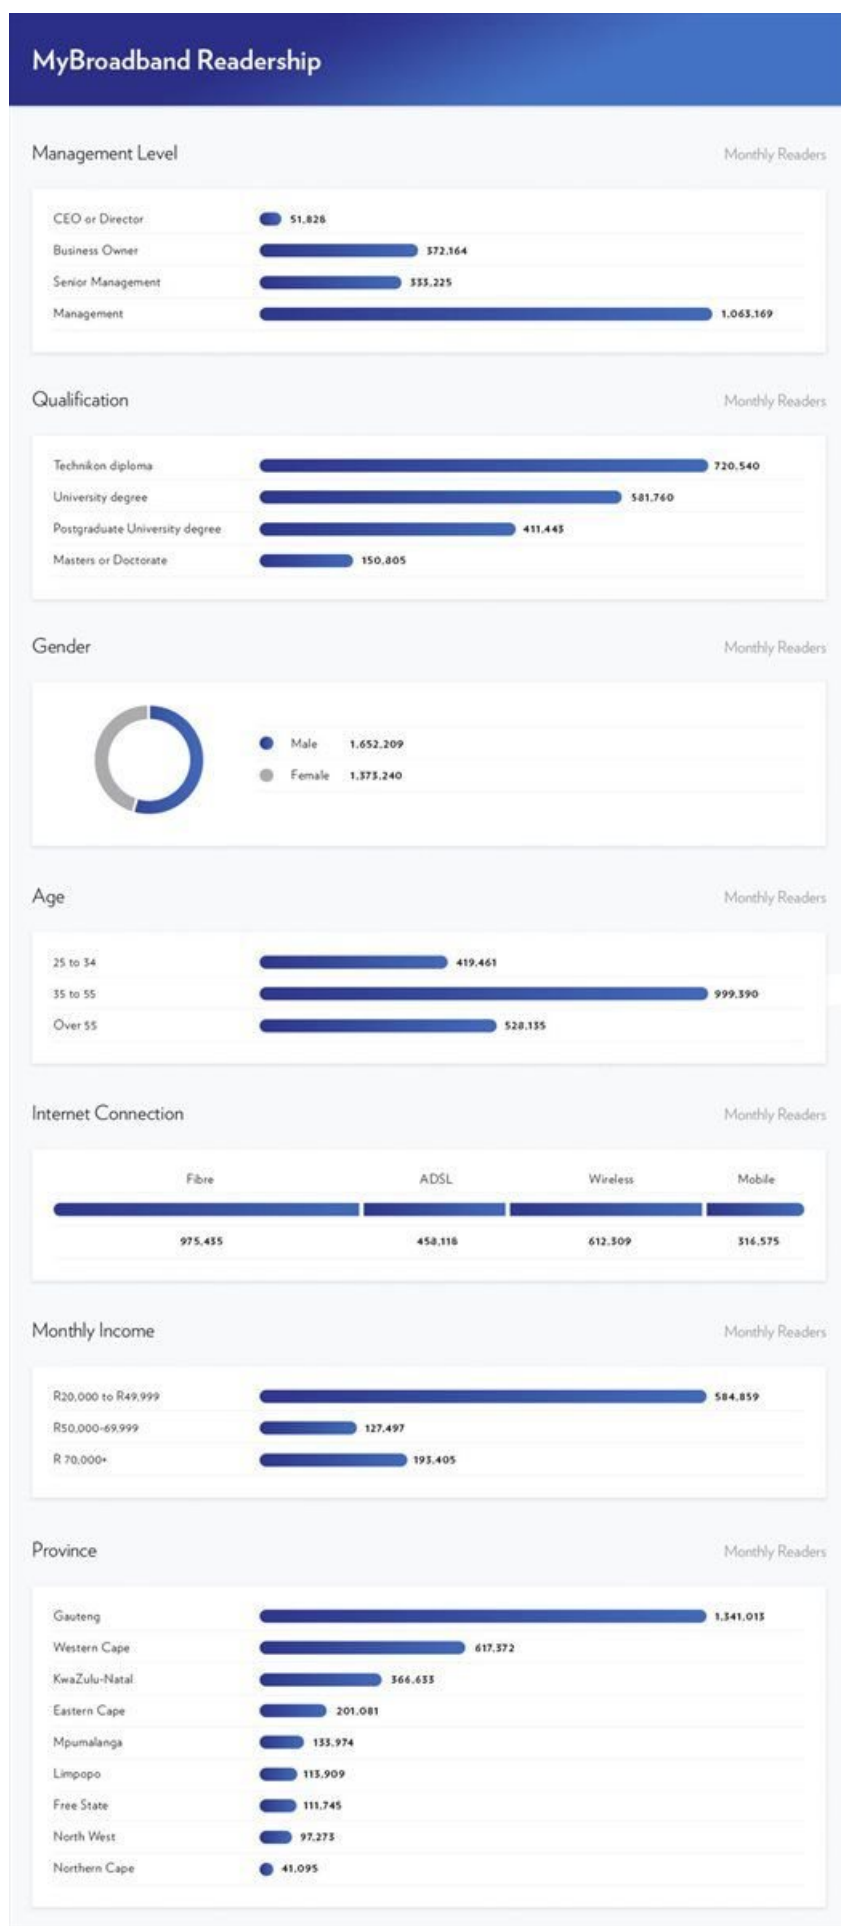 MyBroadband Readership
Management Level Monthly Readers
CEO or Director 51,828
Business Owner 372,164
Senior Management 333,225
Management 1,063,169
Qualification Monthly Readers
Technikon diploma 720,540
University degree 581,760
Postgraduate University degree 411,443
Masters or Doctorate 150,805
Gender Monthly Readers
Male 1,652,209
Female 1,373,240
Age Monthly Readers
25 to 34 419,461
35 to 55 999,390
Over 55 528,135
Internet Connection Monthly Readers
Fibre ADSL Wireless Mobile
975,435 458,118 612,309 316,575
Monthly Income Monthly Readers
R20,000 to R49,999 584,859
R50,000-69,999 127,497
R 70,000+ 193,405
Province Monthly Readers
Gauteng 1,341,013
Western Cape 617,372
KwaZulu-Natal 366,633
Eastern Cape 201,081
Mpumalanga 133,974
Limpopo 113,909
Free State 111,745
North West 97,273
Northern Cape 41,095